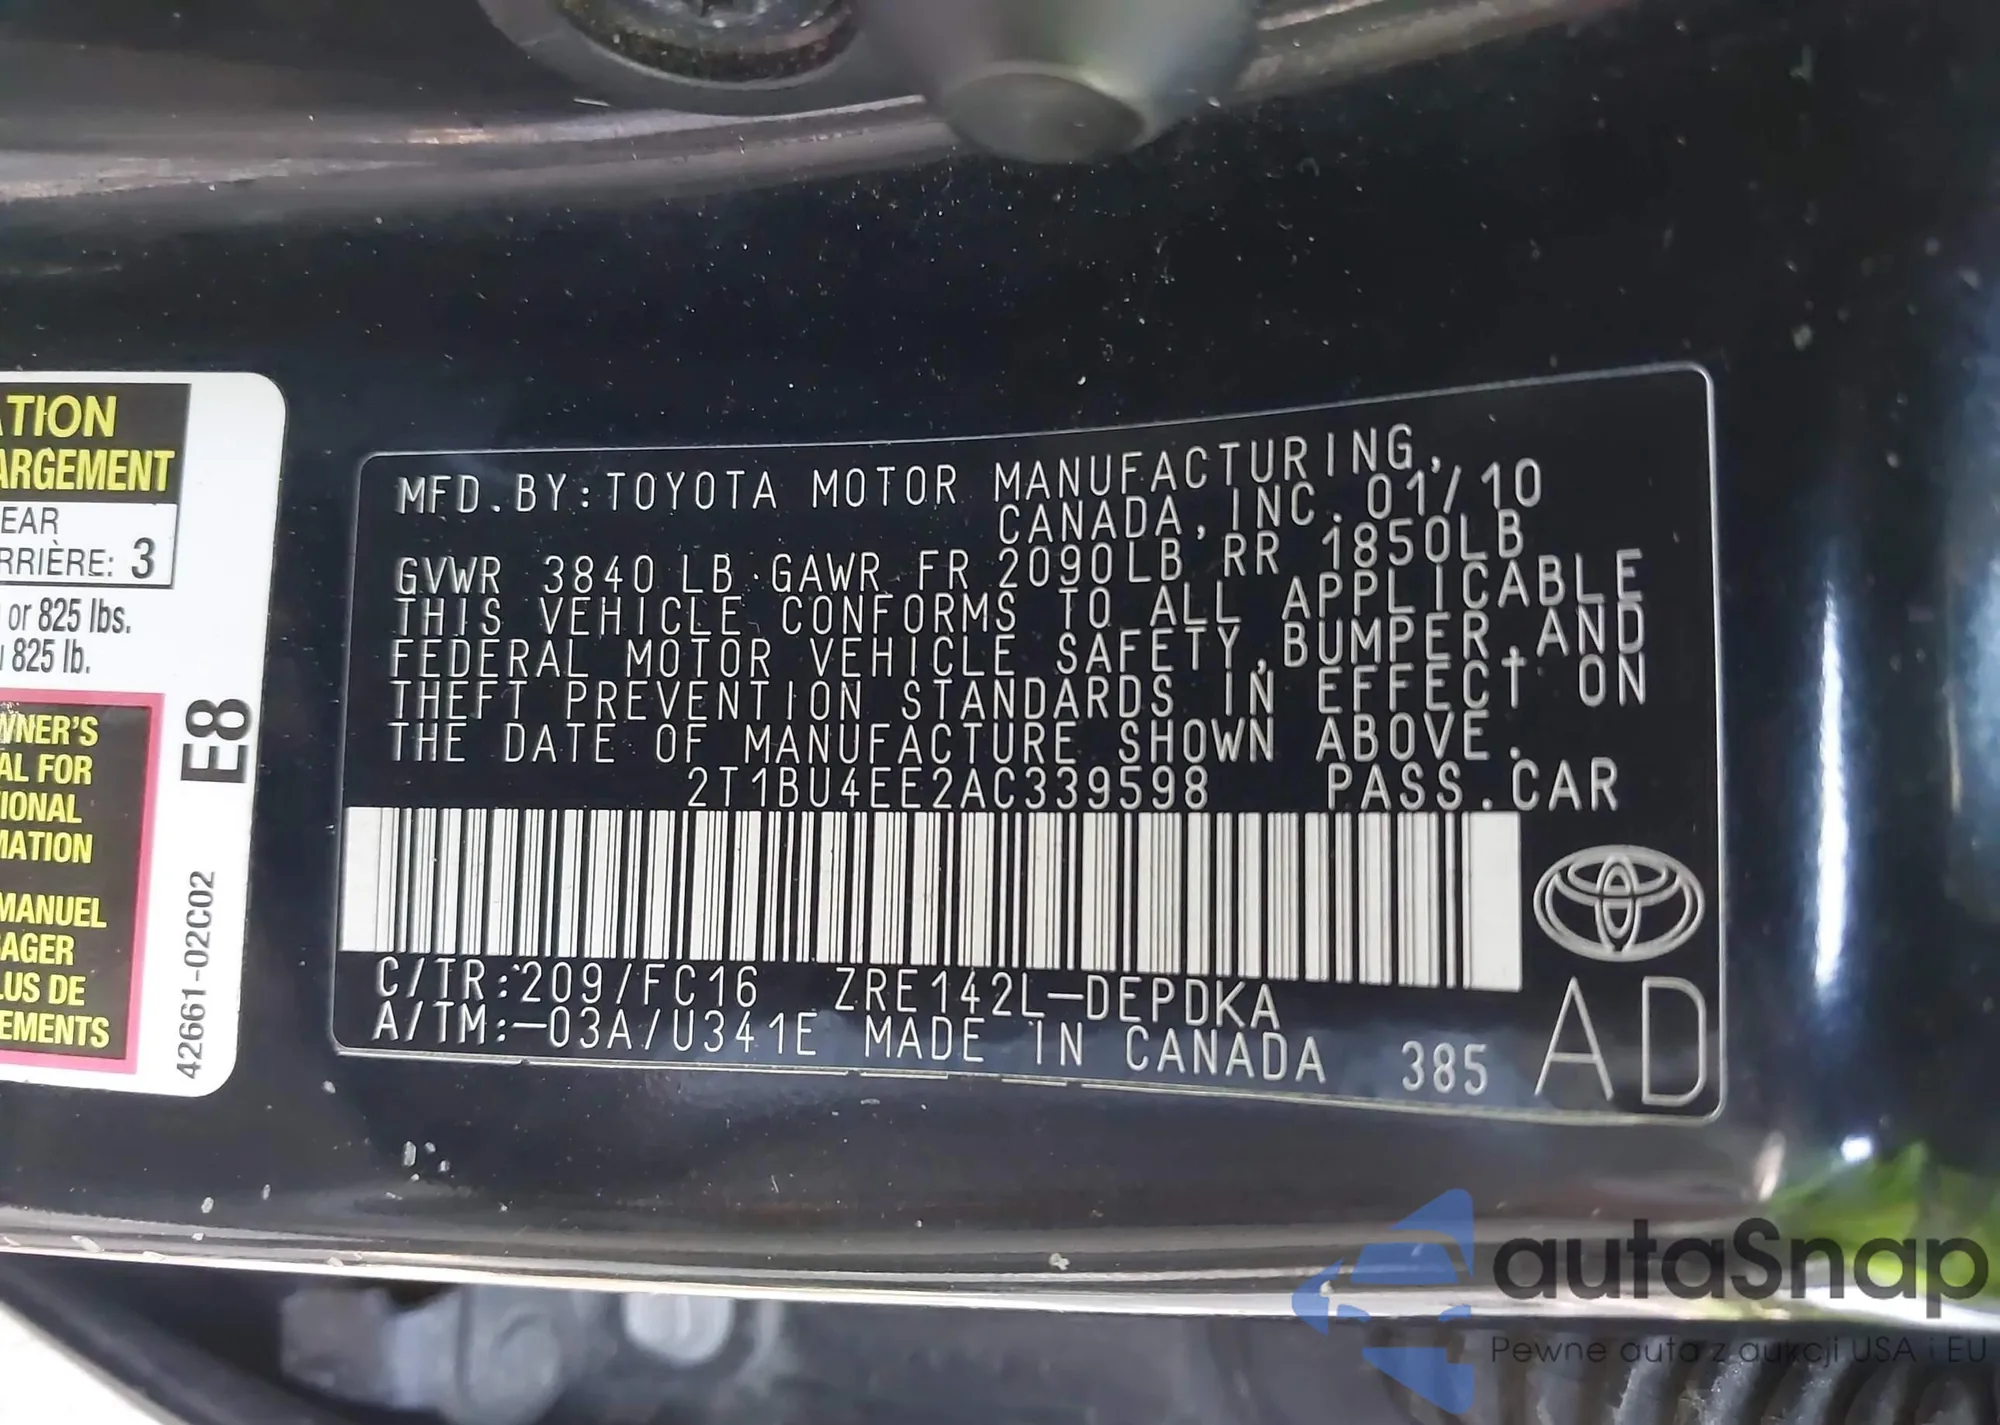 ATION
ARGEMENT
EAR
RRIÈRE: 3
or 825 lbs.
825 lb.
WNER'S
AL FOR
TIONAL
MATION
MANUEL
AGER
LUS DE
EMENTS
E8
42661-02C02
MFD.BY:TOYOTA MOTOR MANUFACTURING,
CANADA,INC. 01/10
GVWR 3840 LB GAWR FR 2090LB RR 1850LB
THIS VEHICLE CONFORMS TO ALL APPLICABLE
FEDERAL MOTOR VEHICLE SAFETY,BUMPER,AND
THEFT PREVENTION STANDARDS IN EFFECT ON
THE DATE OF MANUFACTURE SHOWN ABOVE.
2T1BU4EE2AC339598 PASS.CAR
C/TR:209/FC16 ZRE142L-DEPDKA
A/TM:-03A/U341E MADE IN CANADA 385 AD
autaSnap
Pewne auta z aukcji USA i EU